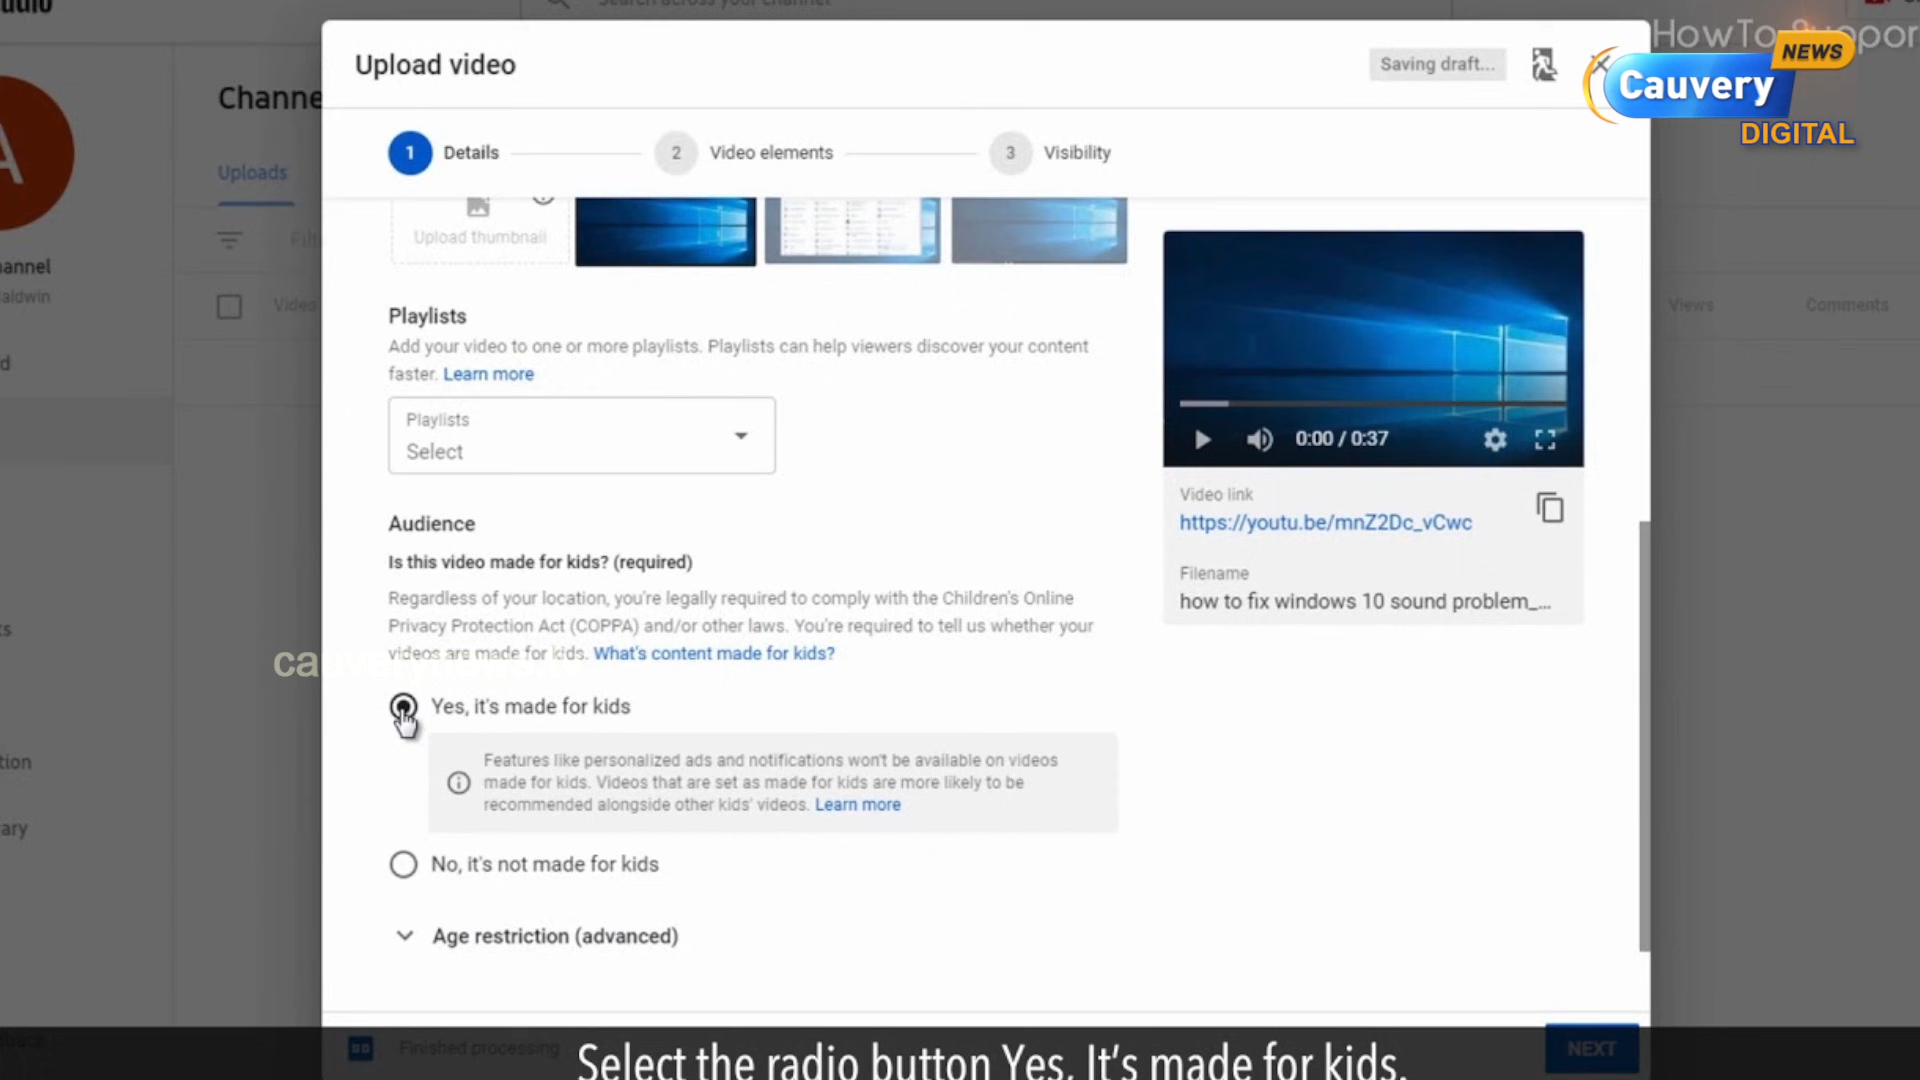 Upload video
Saving draft...
HowTo
Cauvery
NEWS
DIGITAL
Channe
1 Details
2 Video elements
3 Visibility
Uploads
Upload thumbnail
annel
aldwin
Video
Views
Comments
Playlists
Add your video to one or more playlists. Playlists can help viewers discover your content
faster. Learn more
Playlists
Select
0:00 / 0:37
Video link
https://youtu.be/mnZ2Dc_vCwc
Filename
how to fix windows 10 sound problem_...
Audience
Is this video made for kids? (required)
Regardless of your location, you're legally required to comply with the Children's Online
Privacy Protection Act (COPPA) and/or other laws. You're required to tell us whether your
videos are made for kids. What's content made for kids?
Yes, it's made for kids
Features like personalized ads and notifications won't be available on videos
made for kids. Videos that are set as made for kids are more likely to be
recommended alongside other kids' videos. Learn more
tion
ary
No, it's not made for kids
Age restriction (advanced)
Finished processing
NEXT
Select the radio button Yes, It’s made for kids.